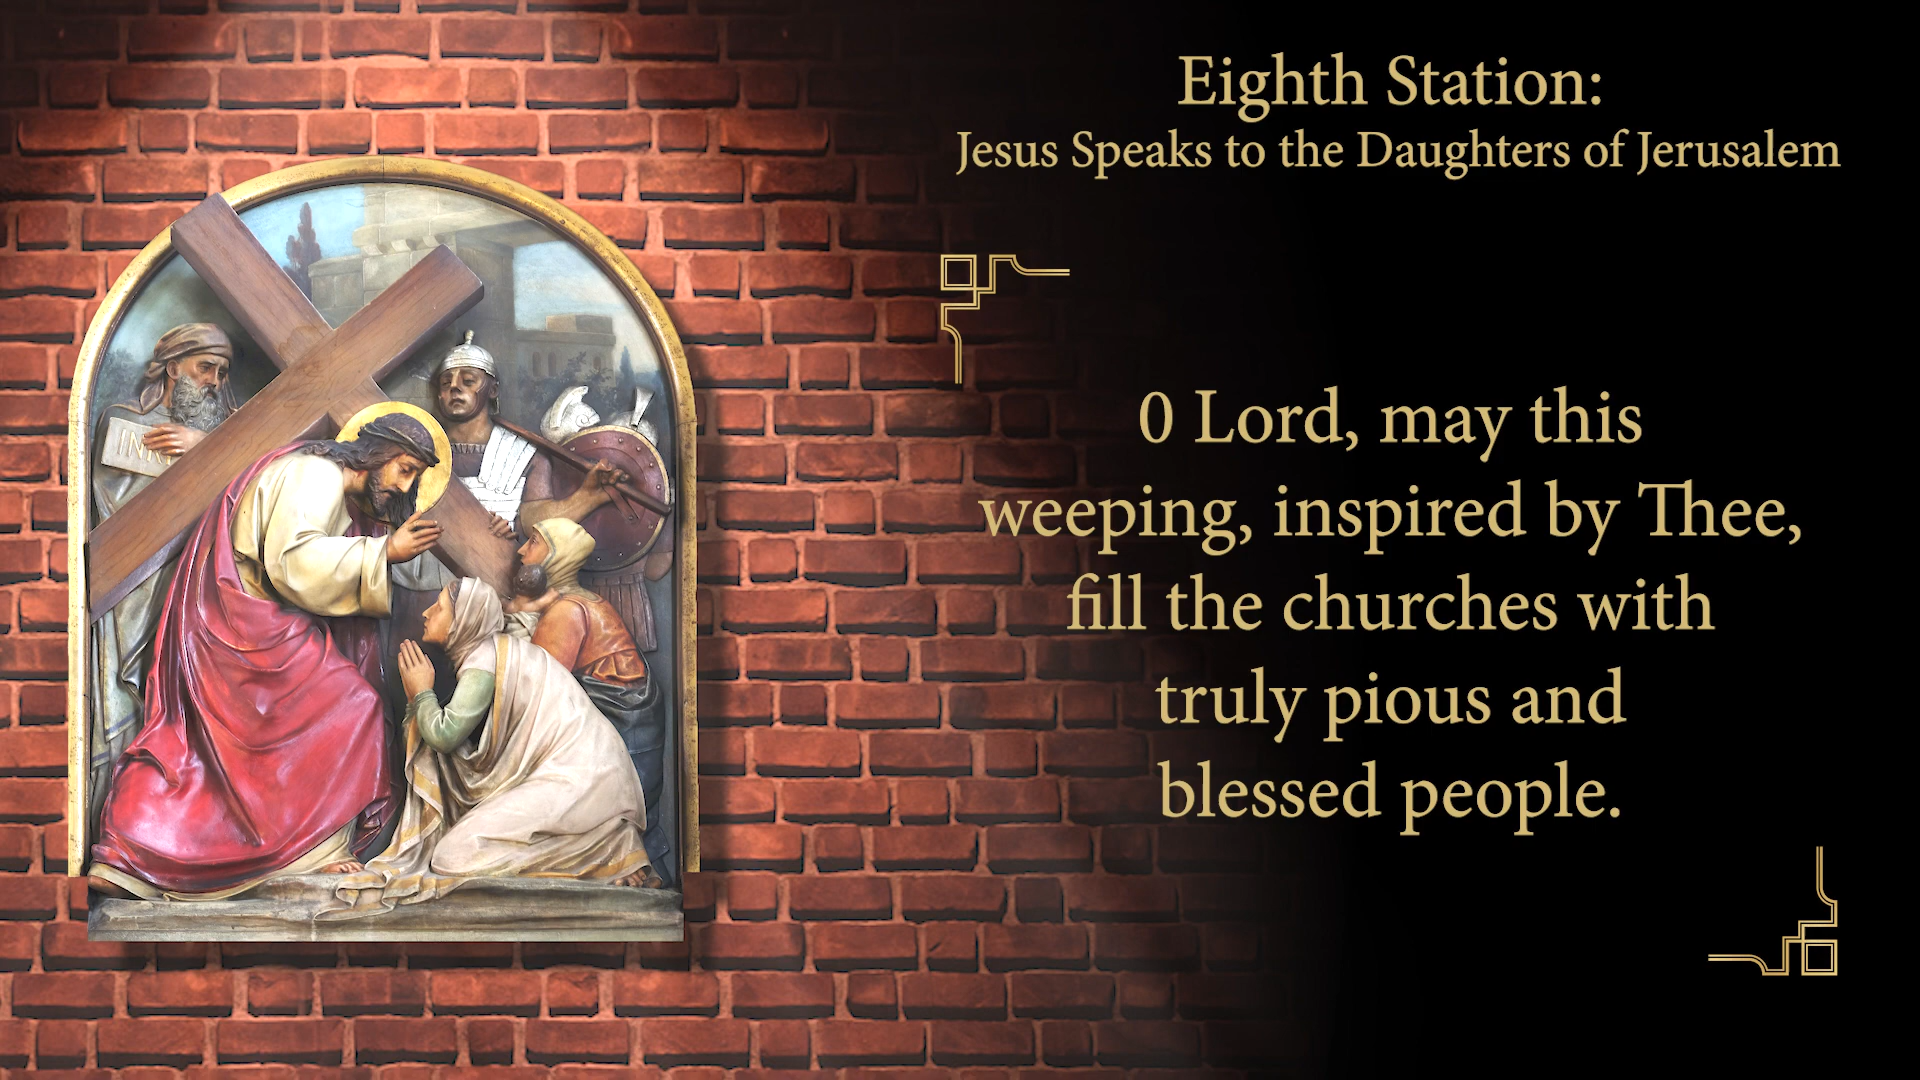 Eighth Station:
Jesus Speaks to the Daughters of Jerusalem
INRI
0 Lord, may this
weeping, inspired by Thee,
fill the churches with
truly pious and
blessed people.